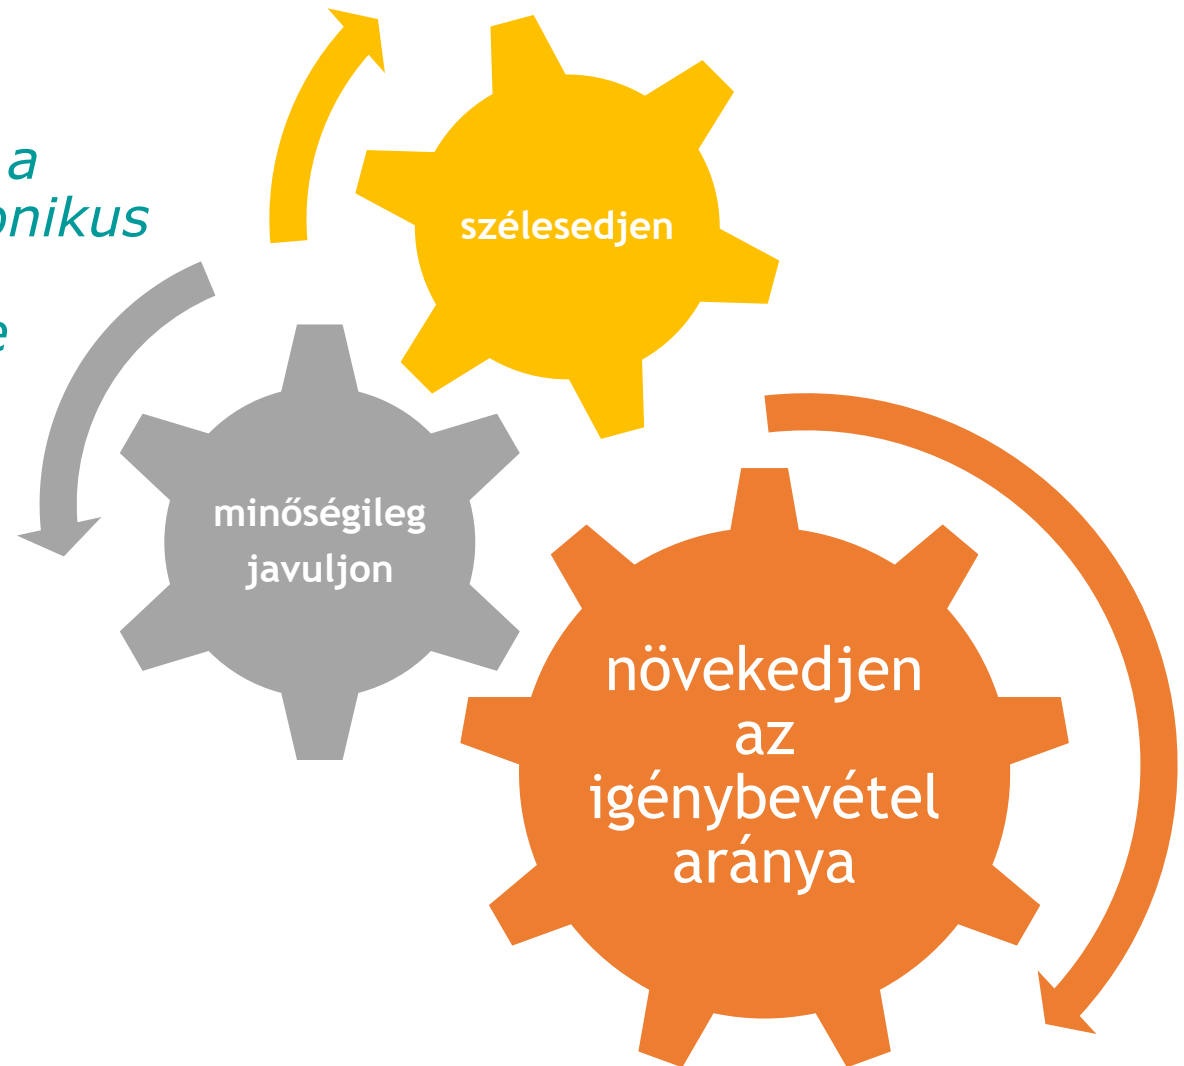 a
onikus
e
szélesedjen
minőségileg
javuljon
növekedjen
az
igénybevétel
aránya